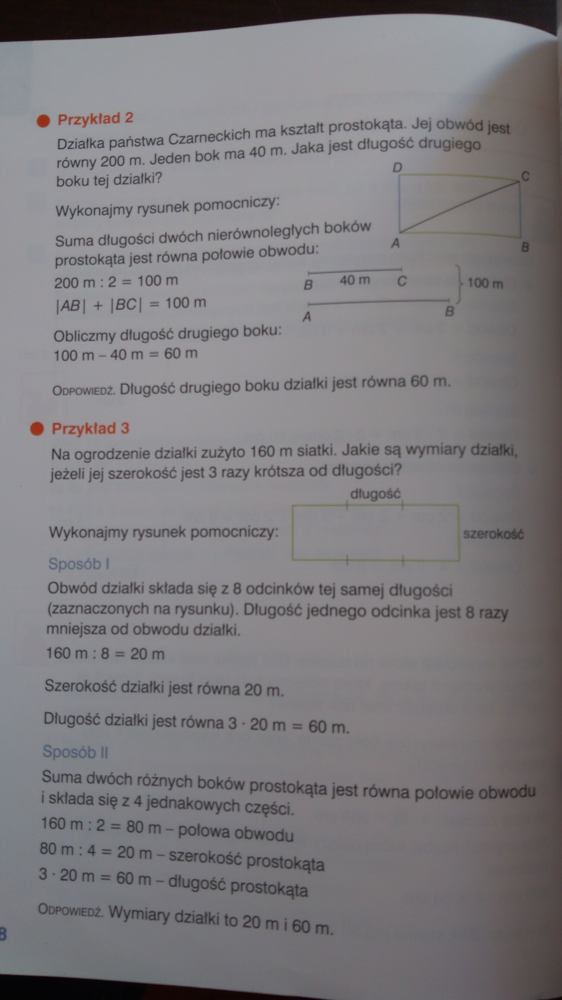 Przykład 2
Działka państwa Czarneckich ma kształt prostokąta. Jej obwód jest
równy 200 m. Jeden bok ma 40 m. Jaka jest długość drugiego
boku tej działki?
D
C
Wykonajmy rysunek pomocniczy:
Suma długości dwóch nierównoległych boków
prostokąta jest równa połowie obwodu:
A
B
200 m : 2 = 100 m
B 40 m C
100 m
|AB| + |BC| = 100 m
A B
Obliczmy długość drugiego boku:
100 m – 40 m = 60 m
ODPOWIEDŹ. Długość drugiego boku działki jest równa 60 m.
Przykład 3
Na ogrodzenie działki zużyto 160 m siatki. Jakie są wymiary działki,
jeżeli jej szerokość jest 3 razy krótsza od długości?
długość
Wykonajmy rysunek pomocniczy:
szerokość
Sposób I
Obwód działki składa się z 8 odcinków tej samej długości
(zaznaczonych na rysunku). Długość jednego odcinka jest 8 razy
mniejsza od obwodu działki.
160 m : 8 = 20 m
Szerokość działki jest równa 20 m.
Długość działki jest równa 3 · 20 m = 60 m.
Sposób II
Suma dwóch różnych boków prostokąta jest równa połowie obwodu
i składa się z 4 jednakowych części.
160 m : 2 = 80 m – połowa obwodu
80 m : 4 = 20 m – szerokość prostokąta
3 · 20 m = 60 m – długość prostokąta
ODPOWIEDŹ. Wymiary działki to 20 m i 60 m.
8